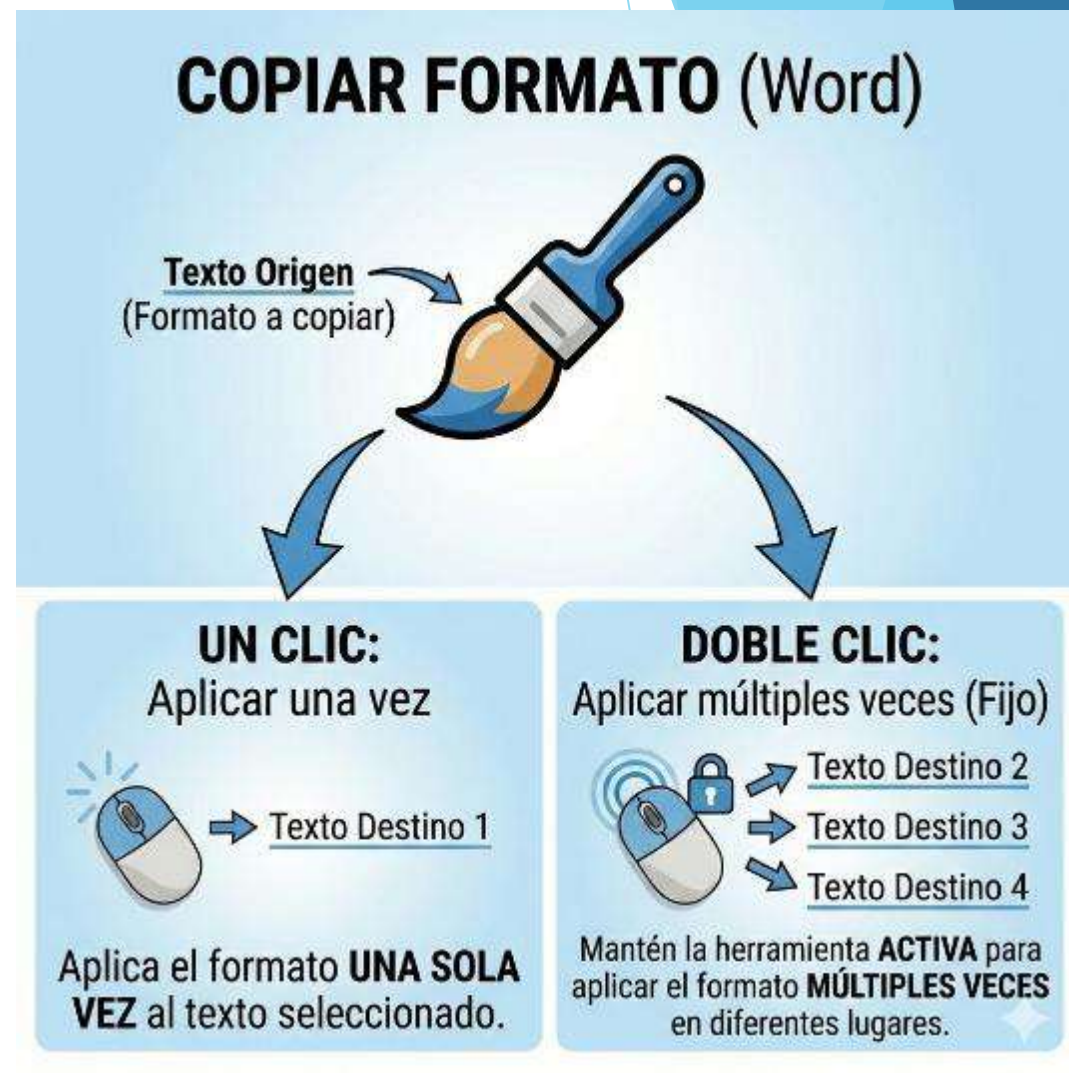 COPIAR FORMATO (Word)
Texto Origen
(Formato a copiar)
UN CLIC:
Aplicar una vez
Texto Destino 1
Aplica el formato UNA SOLA
VEZ al texto seleccionado.
DOBLE CLIC:
Aplicar múltiples veces (Fijo)
Texto Destino 2
Texto Destino 3
Texto Destino 4
Mantén la herramienta ACTIVA para
aplicar el formato MÚLTIPLES VECES
en diferentes lugares.